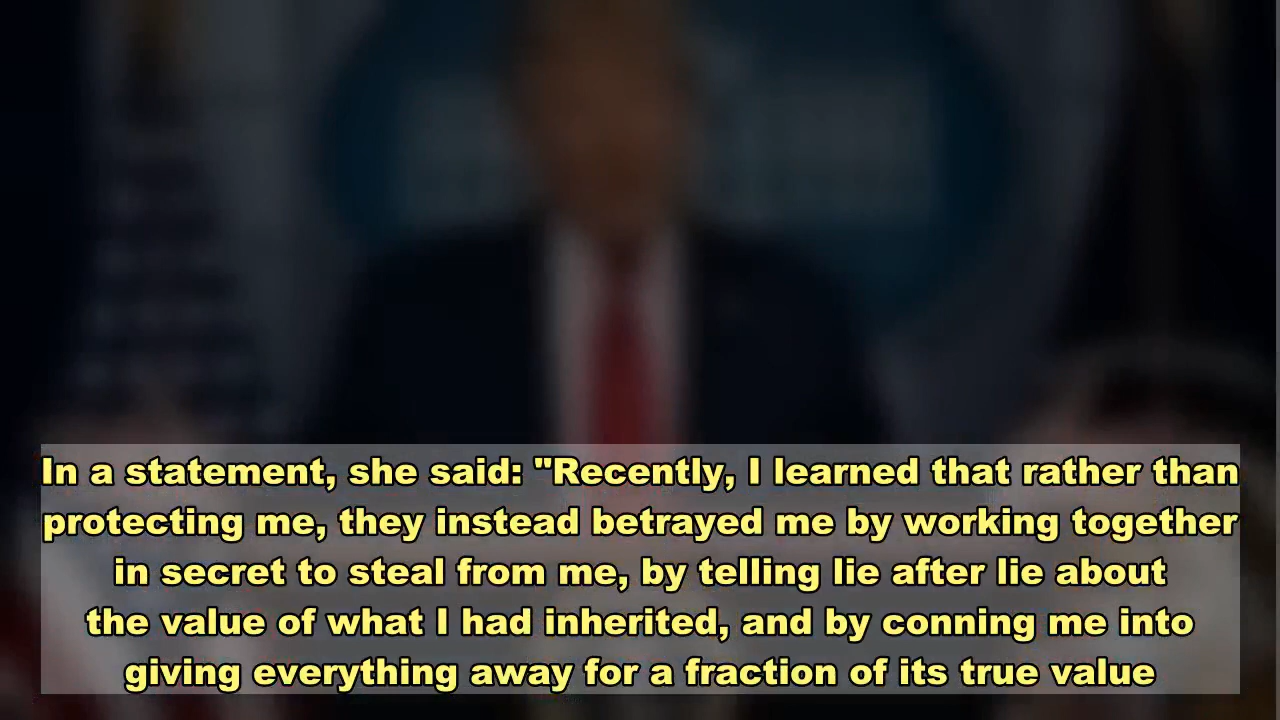 In a statement, she said: "Recently, I learned that rather than
protecting me, they instead betrayed me by working together
in secret to steal from me, by telling lie after lie about
the value of what I had inherited, and by conning me into
giving everything away for a fraction of its true value